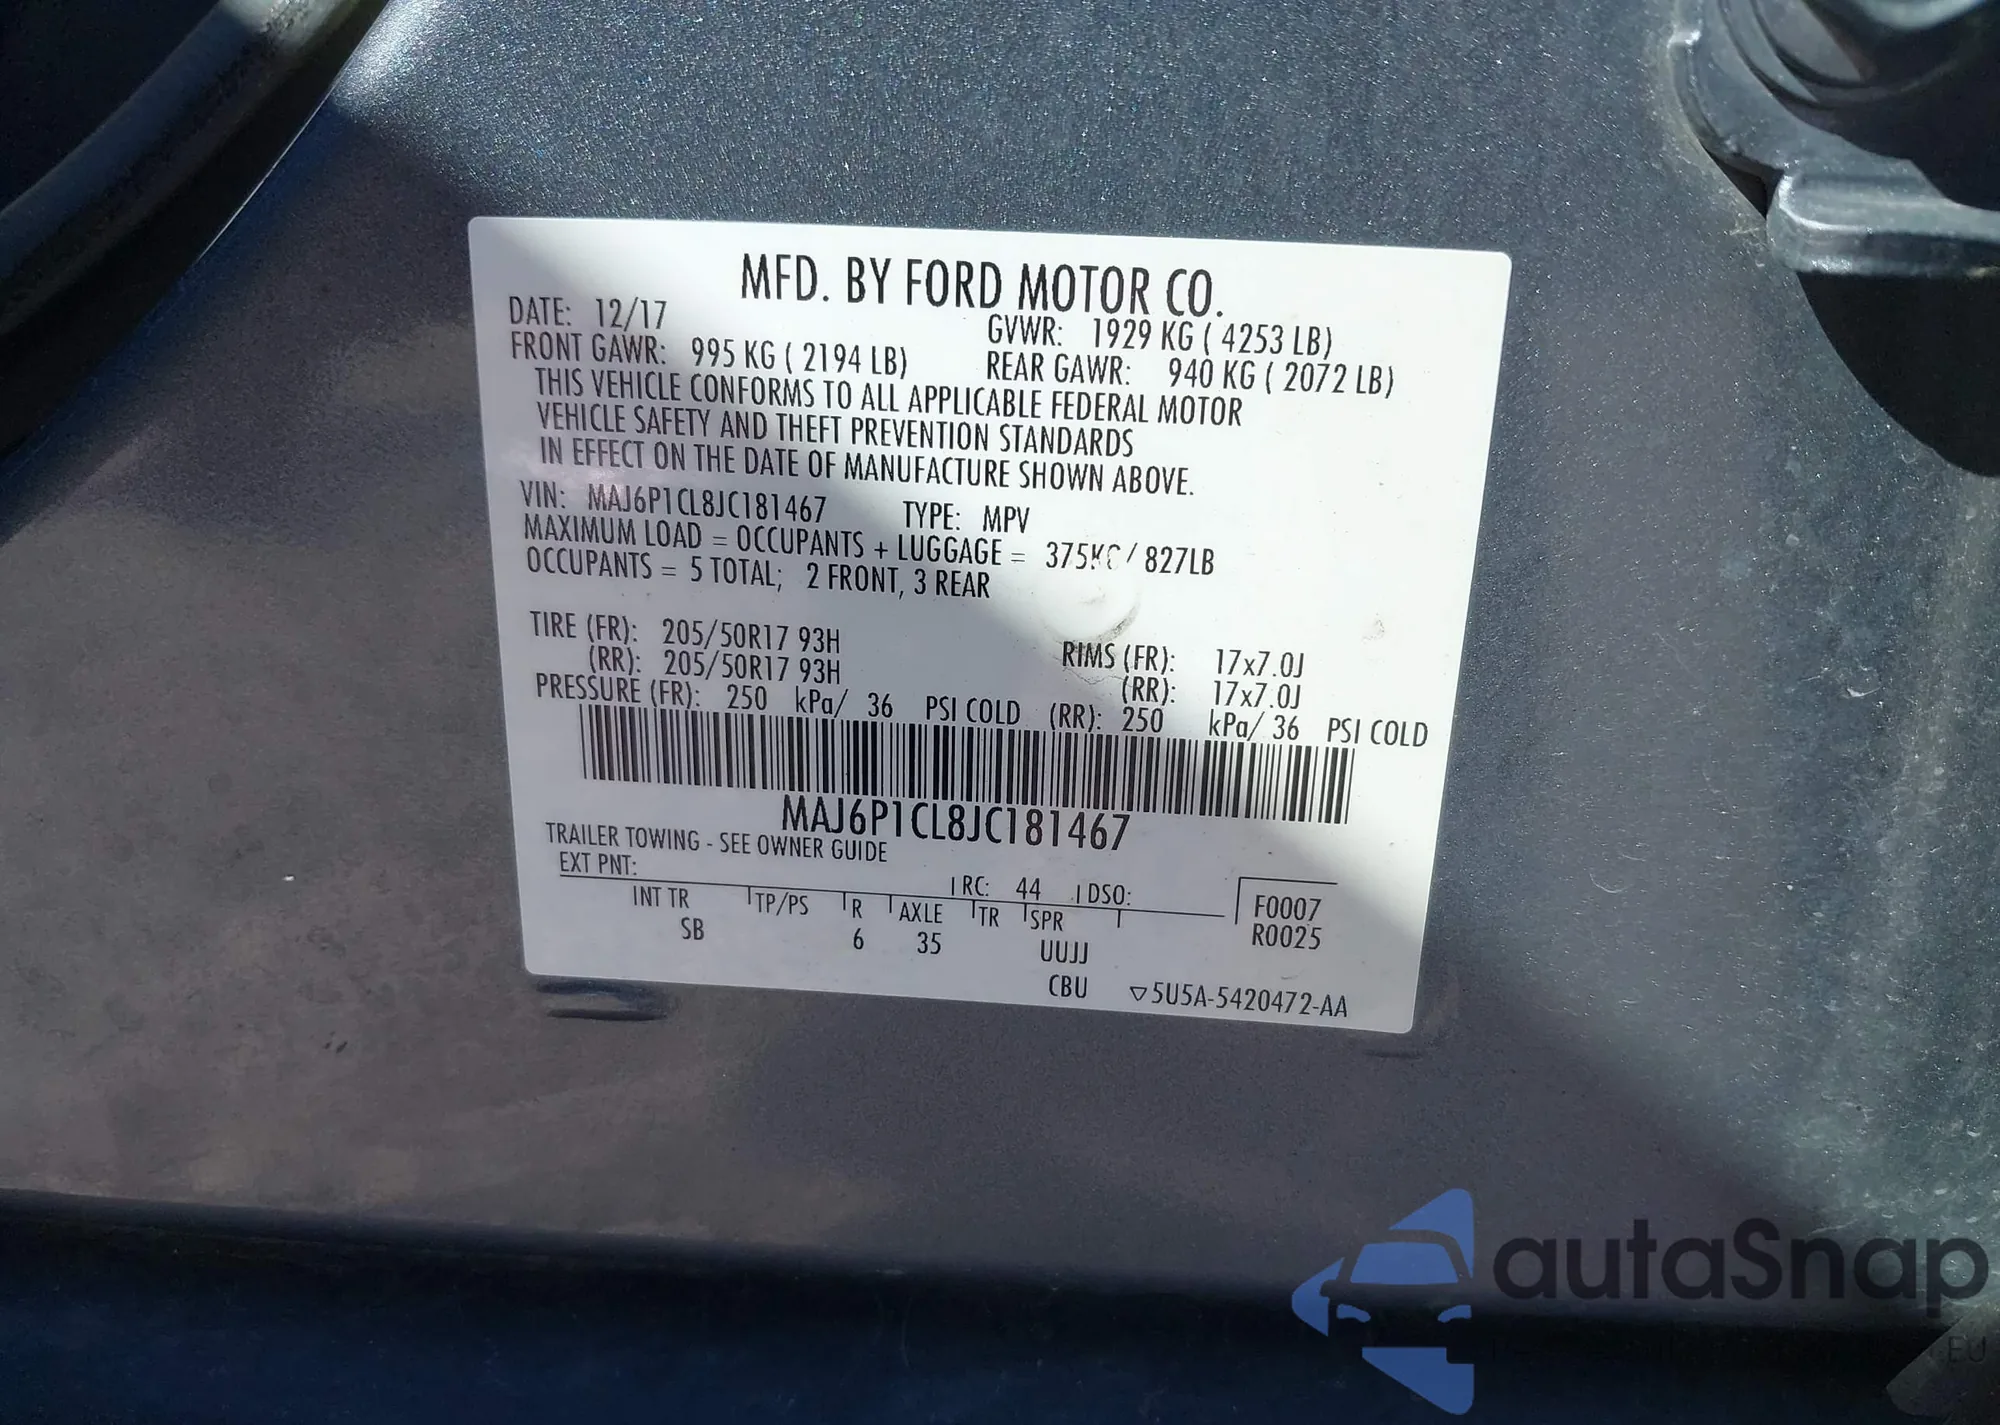 MFD. BY FORD MOTOR CO.
DATE: 12/17 GVWR: 1929 KG ( 4253 LB)
FRONT GAWR: 995 KG ( 2194 LB) REAR GAWR: 940 KG ( 2072 LB)
THIS VEHICLE CONFORMS TO ALL APPLICABLE FEDERAL MOTOR
VEHICLE SAFETY AND THEFT PREVENTION STANDARDS
IN EFFECT ON THE DATE OF MANUFACTURE SHOWN ABOVE.
VIN: MAJ6P1CL8JC181467 TYPE: MPV
MAXIMUM LOAD = OCCUPANTS + LUGGAGE = 375KG / 827LB
OCCUPANTS = 5 TOTAL; 2 FRONT, 3 REAR
TIRE (FR): 205/50R17 93H RIMS (FR): 17x7.0J
(RR): 205/50R17 93H (RR): 17x7.0J
PRESSURE (FR): 250 kPa/ 36 PSI COLD (RR): 250 kPa/ 36 PSI COLD
MAJ6P1CL8JC181467
TRAILER TOWING - SEE OWNER GUIDE
EXT PNT: RC: 44 DSO:
INT TR TP/PS R AXLE TR SPR F0007
SB 6 35 UUJJ R0025
CBU ▽5U5A-5420472-AA
autaSnap
EU